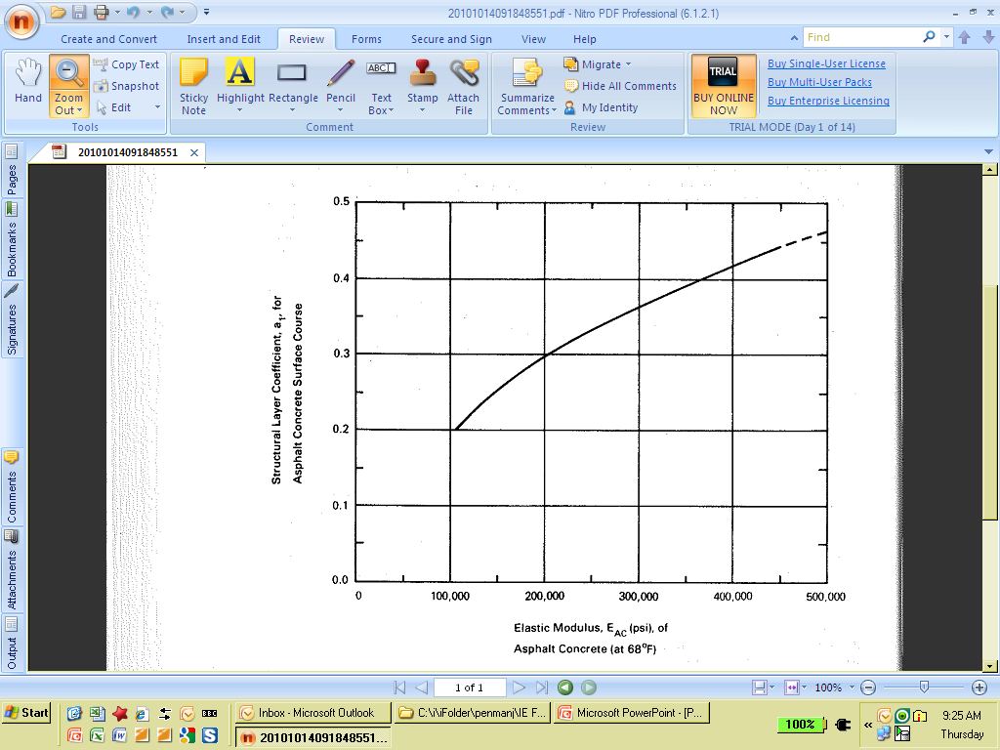 20101014091848551.pdf - Nitro PDF Professional (6.1.2.1)
Create and Convert Insert and Edit Review Forms Secure and Sign View Help Find
Hand
Zoom Out
Copy Text
Snapshot
Edit
Tools
Sticky Note
Highlight
Rectangle
Pencil
ABC
Text Box
Stamp
Attach File
Comment
Summarize Comments
Migrate
Hide All Comments
My Identity
Review
TRIAL
BUY ONLINE NOW
Buy Single-User License
Buy Multi-User Packs
Buy Enterprise Licensing
TRIAL MODE (Day 1 of 14)
20101014091848551
Pages
Bookmarks
Signatures
Comments
Attachments
Output
Structural Layer Coefficient, a1, for
Asphalt Concrete Surface Course
0.5
0.4
0.3
0.2
0.1
0.0
0 100,000 200,000 300,000 400,000 500,000
Elastic Modulus, EAC (psi), of
Asphalt Concrete (at 68°F)
1 of 1
100%
Start
Inbox - Microsoft Outlook
C:\i\iFolder\penmanj\IE F...
Microsoft PowerPoint - [P...
20101014091848551...
100%
9:25 AM
Thursday